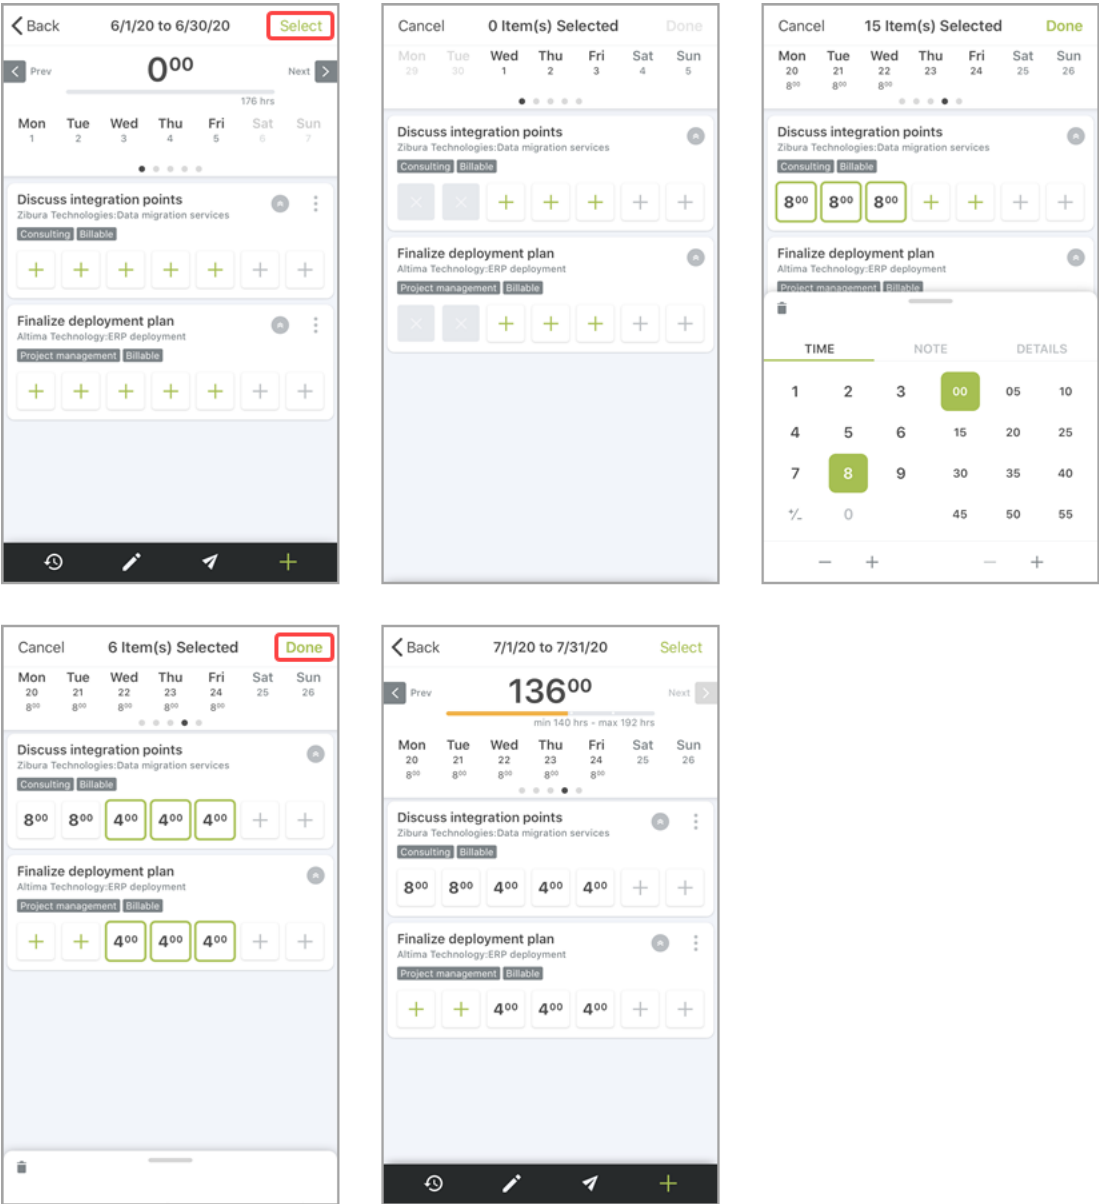 Back 6/1/20 to 6/30/20 Select
Prev 0⁰⁰ Next
176 hrs
Mon Tue Wed Thu Fri Sat Sun
1 2 3 4 5 6 7
Discuss integration points
Zibura Technologies:Data migration services
Consulting Billable
Finalize deployment plan
Altima Technology:ERP deployment
Project management Billable
Cancel 0 Item(s) Selected Done
Mon Tue Wed Thu Fri Sat Sun
29 30 1 2 3 4 5
Discuss integration points
Zibura Technologies:Data migration services
Consulting Billable
Finalize deployment plan
Altima Technology:ERP deployment
Project management Billable
Cancel 15 Item(s) Selected Done
Mon Tue Wed Thu Fri Sat Sun
20 21 22 23 24 25 26
8⁰⁰ 8⁰⁰ 8⁰⁰
Discuss integration points
Zibura Technologies:Data migration services
Consulting Billable
8⁰⁰ 8⁰⁰ 8⁰⁰ + + + +
Finalize deployment plan
Altima Technology:ERP deployment
Project management Billable
TIME NOTE DETAILS
1 2 3 00 05 10
4 5 6 15 20 25
7 8 9 30 35 40
+/- 0 45 50 55
− + − +
Cancel 6 Item(s) Selected Done
Mon Tue Wed Thu Fri Sat Sun
20 21 22 23 24 25 26
8⁰⁰ 8⁰⁰ 8⁰⁰ 8⁰⁰ 8⁰⁰
Discuss integration points
Zibura Technologies:Data migration services
Consulting Billable
8⁰⁰ 8⁰⁰ 4⁰⁰ 4⁰⁰ 4⁰⁰ + +
Finalize deployment plan
Altima Technology:ERP deployment
Project management Billable
+ + 4⁰⁰ 4⁰⁰ 4⁰⁰ + +
Back 7/1/20 to 7/31/20 Select
Prev 136⁰⁰ Next
min 140 hrs - max 192 hrs
Mon Tue Wed Thu Fri Sat Sun
20 21 22 23 24 25 26
8⁰⁰ 8⁰⁰ 8⁰⁰ 8⁰⁰ 8⁰⁰
Discuss integration points
Zibura Technologies:Data migration services
Consulting Billable
8⁰⁰ 8⁰⁰ 4⁰⁰ 4⁰⁰ 4⁰⁰ + +
Finalize deployment plan
Altima Technology:ERP deployment
Project management Billable
+ + 4⁰⁰ 4⁰⁰ 4⁰⁰ + +